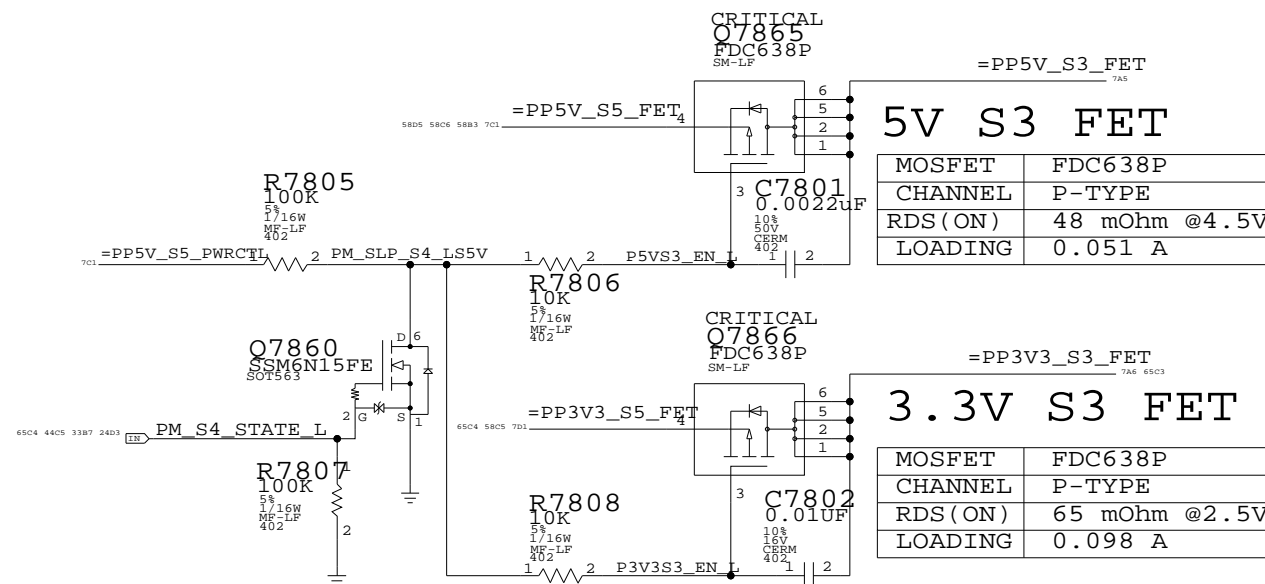 CRITICAL
Q7865
FDC638P
SM-LF
=PP5V_S3_FET
7A5
=PP5V_S5_FET
58D5 58C6 58B3 7C1
4
6
5
2
1
3
5V S3 FET
MOSFET FDC638P
CHANNEL P-TYPE
RDS(ON) 48 mOhm @4.5V
LOADING 0.051 A
R7805
100K
5%
1/16W
MF-LF
402
C7801
0.0022uF
10%
50V
CERM
402
7C1
=PP5V_S5_PWRCTL
1 2
PM_SLP_S4_LS5V
1 2
P5VS3_EN_L
1 2
R7806
10K
5%
1/16W
MF-LF
402
Q7860
SSM6N15FE
SOT563
D 6
2 G S 1
65C4 44C5 33B7 24D3
IN
PM_S4_STATE_L
R7807
100K
5%
1/16W
MF-LF
402
1
2
CRITICAL
Q7866
FDC638P
SM-LF
=PP3V3_S3_FET
7A6 65C3
=PP3V3_S5_FET
65C4 58C5 7D1
4
6
5
2
1
3
3.3V S3 FET
MOSFET FDC638P
CHANNEL P-TYPE
RDS(ON) 65 mOhm @2.5V
LOADING 0.098 A
R7808
10K
5%
1/16W
MF-LF
402
C7802
0.01UF
10%
16V
CERM
402
1 2
P3V3S3_EN_L
1 2